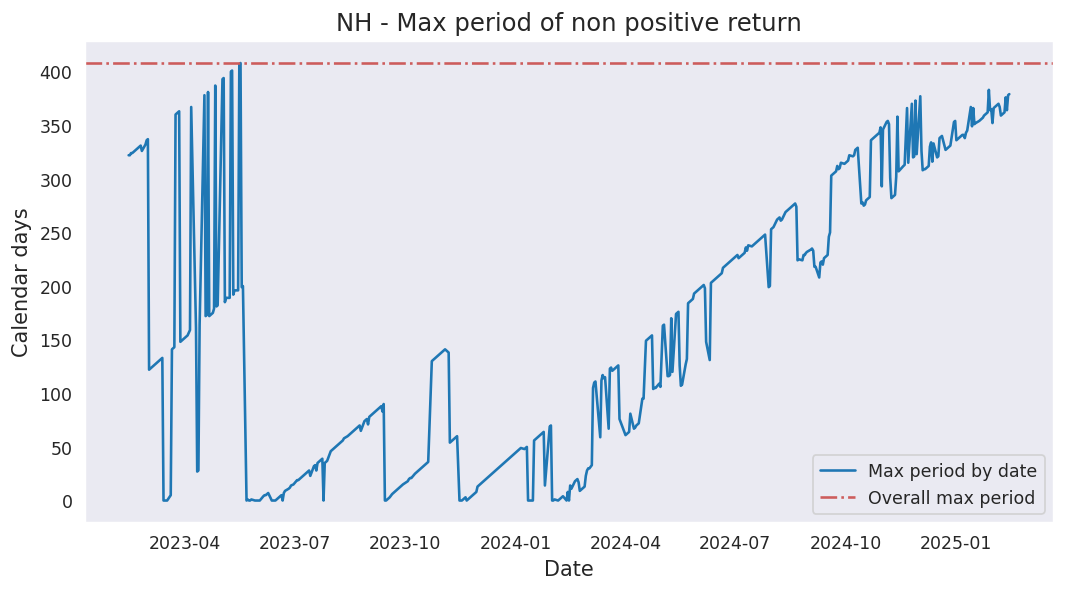 NH - Max period of non positive return
Calendar days
400
350
300
250
200
150
100
50
0
2023-04 2023-07 2023-10 2024-01 2024-04 2024-07 2024-10 2025-01
Date
Max period by date
Overall max period